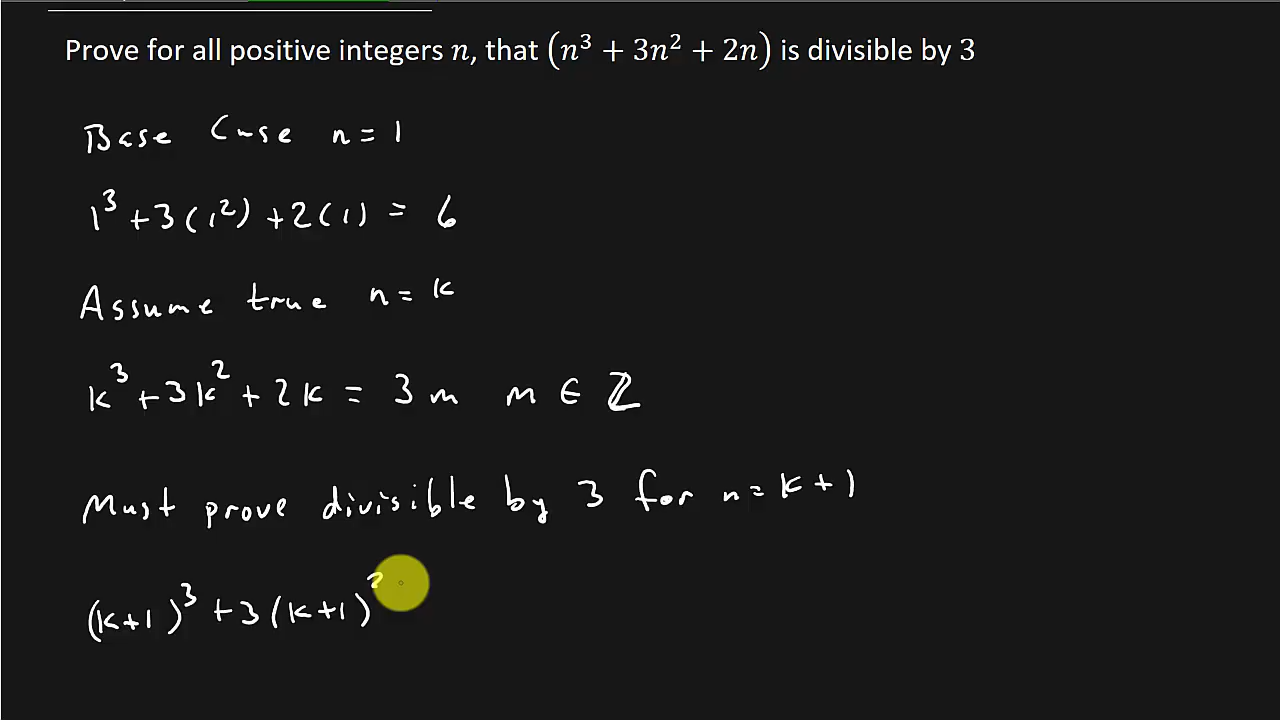 Prove for all positive integers n, that (n³ + 3n² + 2n) is divisible by 3
Base Case n = 1
1³ + 3(1²) + 2(1) = 6
Assume true n = k
k³ + 3k² + 2k = 3m m ∈ ℤ
Must prove divisible by 3 for n = k + 1
(k+1)³ + 3(k+1)²